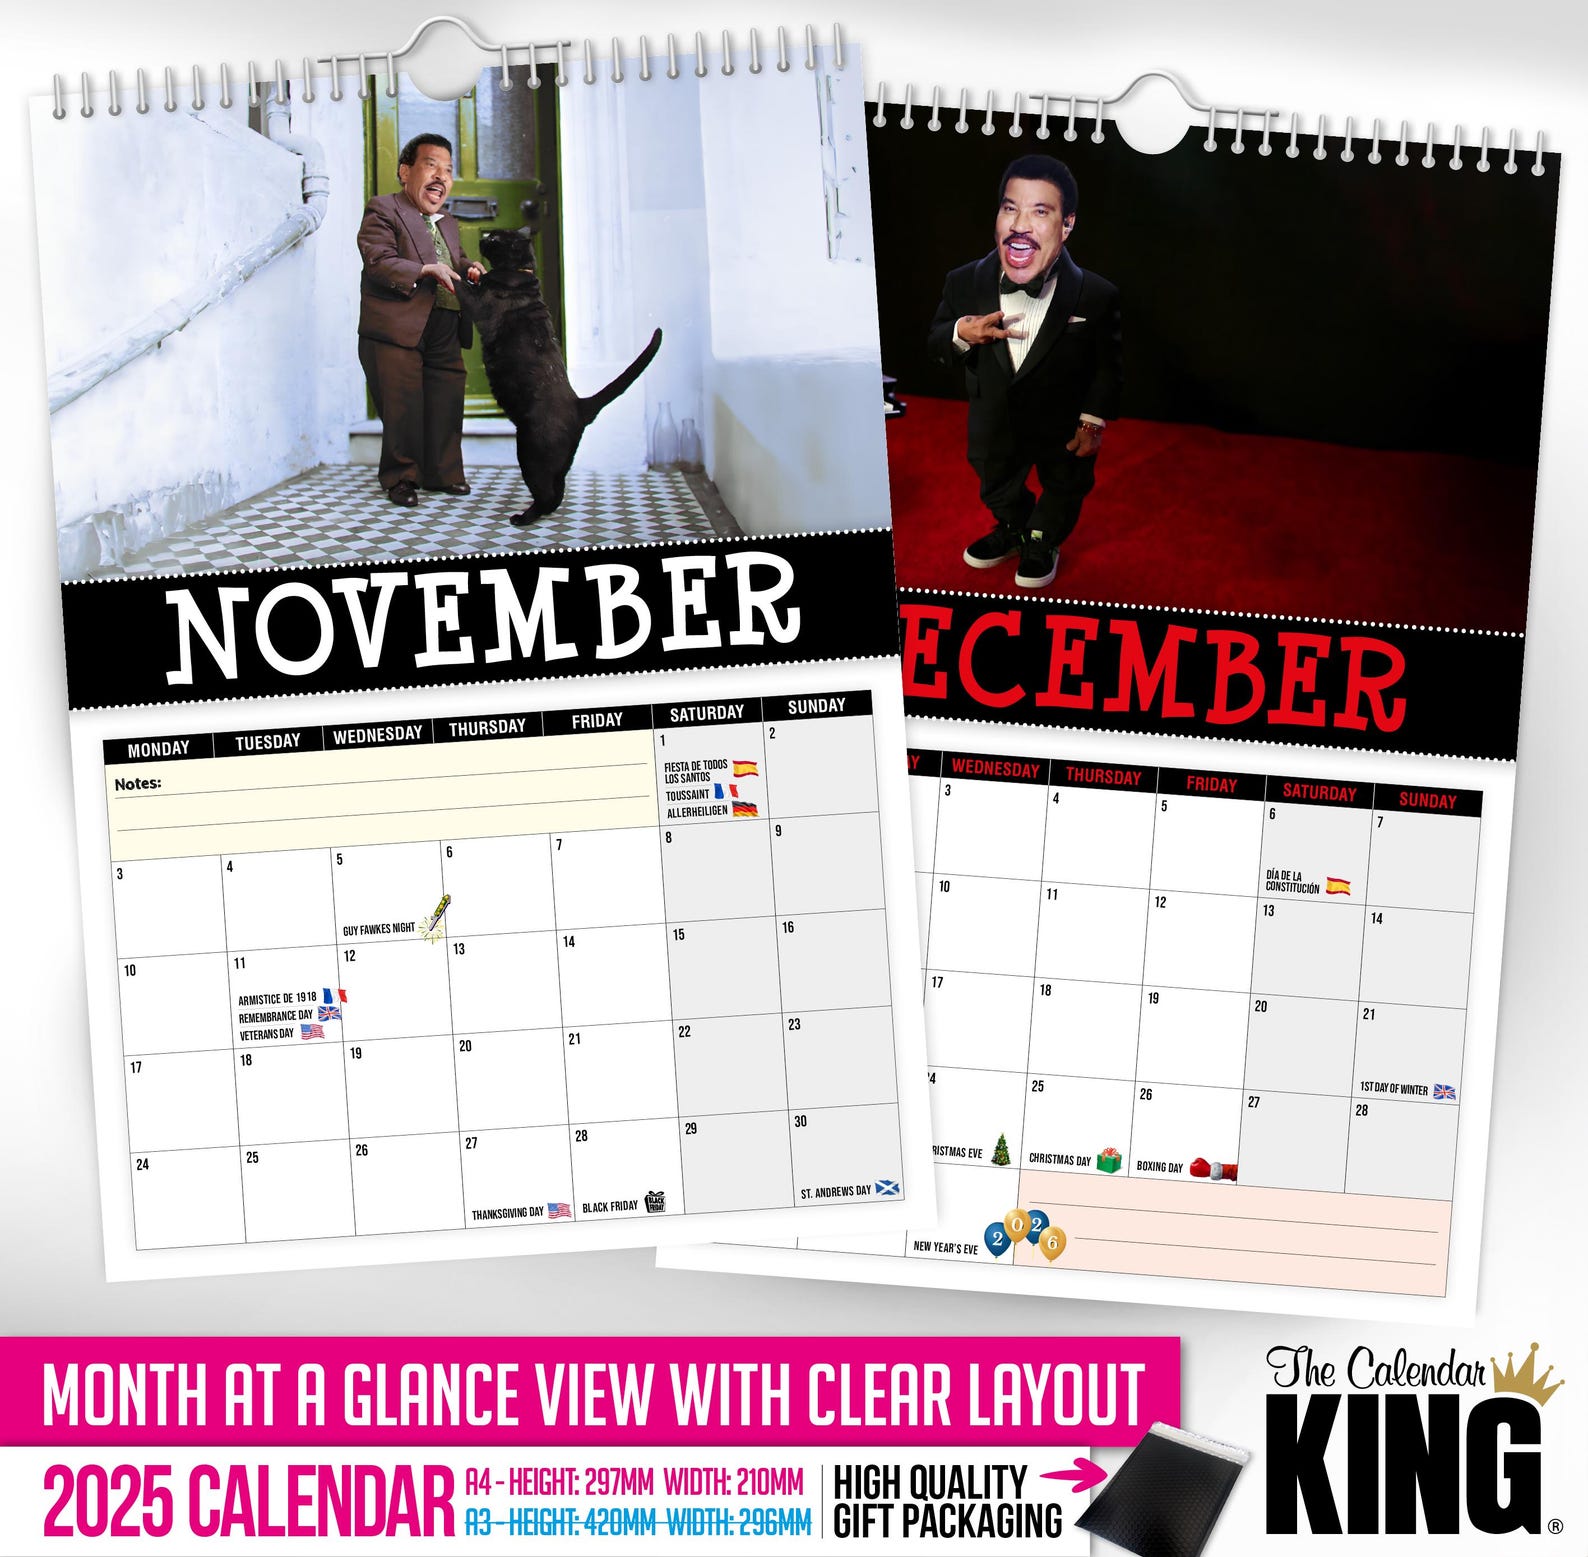 NOVEMBER
MONDAY TUESDAY WEDNESDAY THURSDAY FRIDAY SATURDAY SUNDAY
Notes:
1 2
FIESTA DE TODOS
LOS SANTOS
TOUSSAINT
ALLERHEILIGEN
3 4 5 6 7 8 9
GUY FAWKES NIGHT
10 11 12 13 14 15 16
ARMISTICE DE 1918
REMEMBRANCE DAY
VETERANS DAY
17 18 19 20 21 22 23
24 25 26 27 28 29 30
THANKSGIVING DAY BLACK FRIDAY BLACK FRIDAY ST. ANDREWS DAY
ECEMBER
AY WEDNESDAY THURSDAY FRIDAY SATURDAY SUNDAY
3 4 5 6 7
DÍA DE LA
CONSTITUCIÓN
10 11 12 13 14
17 18 19 20 21
1ST DAY OF WINTER
24 25 26 27 28
RISTMAS EVE CHRISTMAS DAY BOXING DAY
NEW YEAR'S EVE 2026
MONTH AT A GLANCE VIEW WITH CLEAR LAYOUT
2025 CALENDAR
A4 - HEIGHT: 297MM WIDTH: 210MM
A3 - HEIGHT: 420MM WIDTH: 296MM
HIGH QUALITY
GIFT PACKAGING
The Calendar
KING®